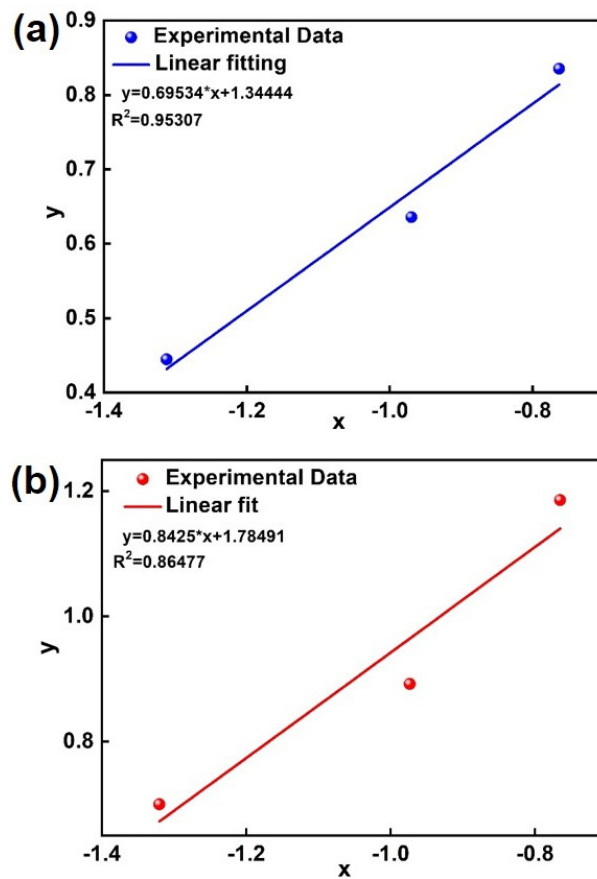 (a)
Experimental Data
Linear fitting
y=0.69534*x+1.34444
R²=0.95307
0.9
0.8
0.7
0.6
0.5
0.4
y
-1.4
-1.2
-1.0
-0.8
x
(b)
Experimental Data
Linear fit
y=0.8425*x+1.78491
R²=0.86477
1.2
1.0
0.8
y
-1.4
-1.2
-1.0
-0.8
x